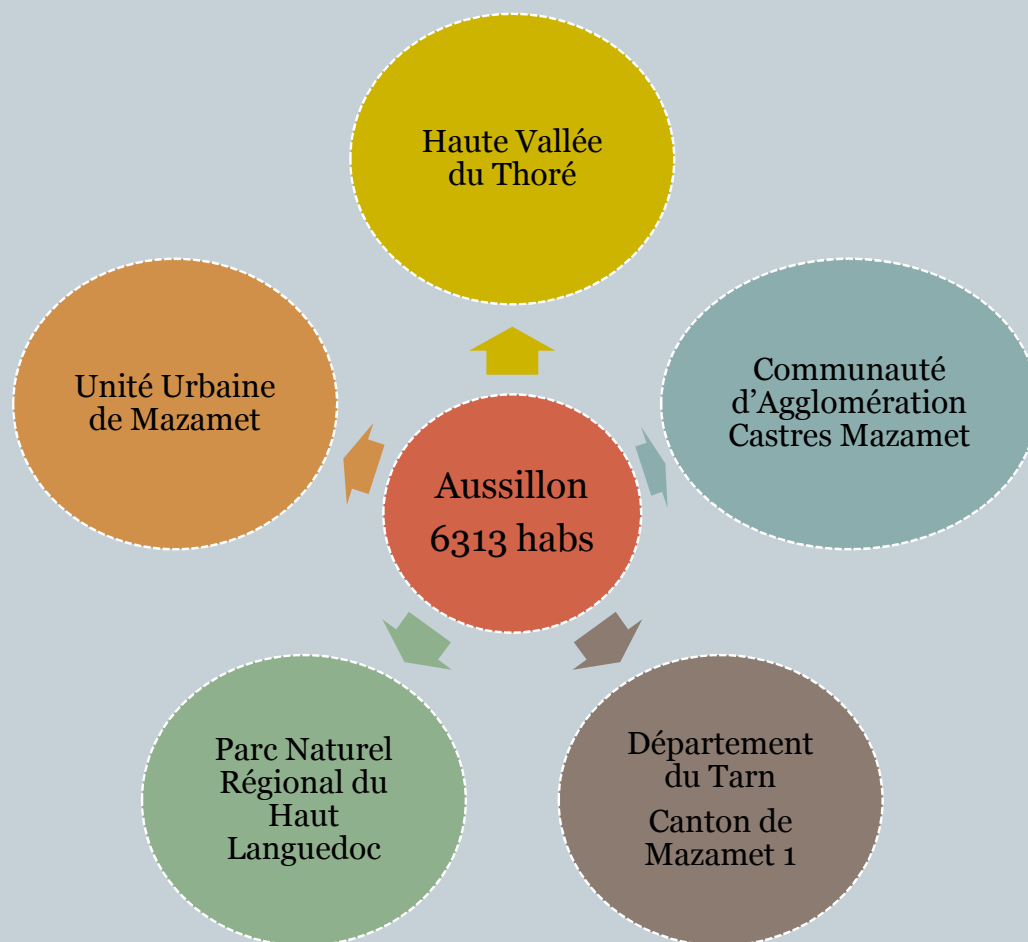 Haute Vallée
du Thoré
Unité Urbaine
de Mazamet
Communauté
d’Agglomération
Castres Mazamet
Aussillon
6313 habs
Parc Naturel
Régional du
Haut
Languedoc
Département
du Tarn
Canton de
Mazamet 1